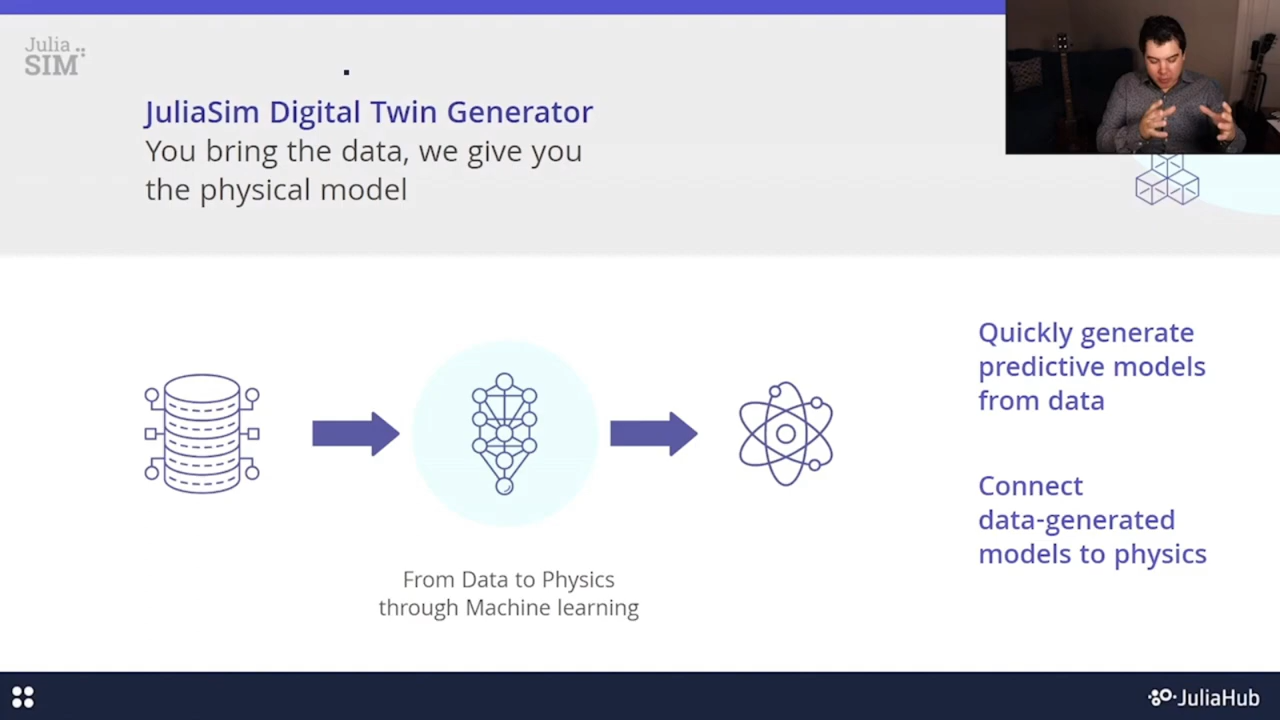 Julia
SIM
JuliaSim Digital Twin Generator
You bring the data, we give you
the physical model
Quickly generate
predictive models
from data
Connect
data-generated
models to physics
From Data to Physics
through Machine learning
JuliaHub